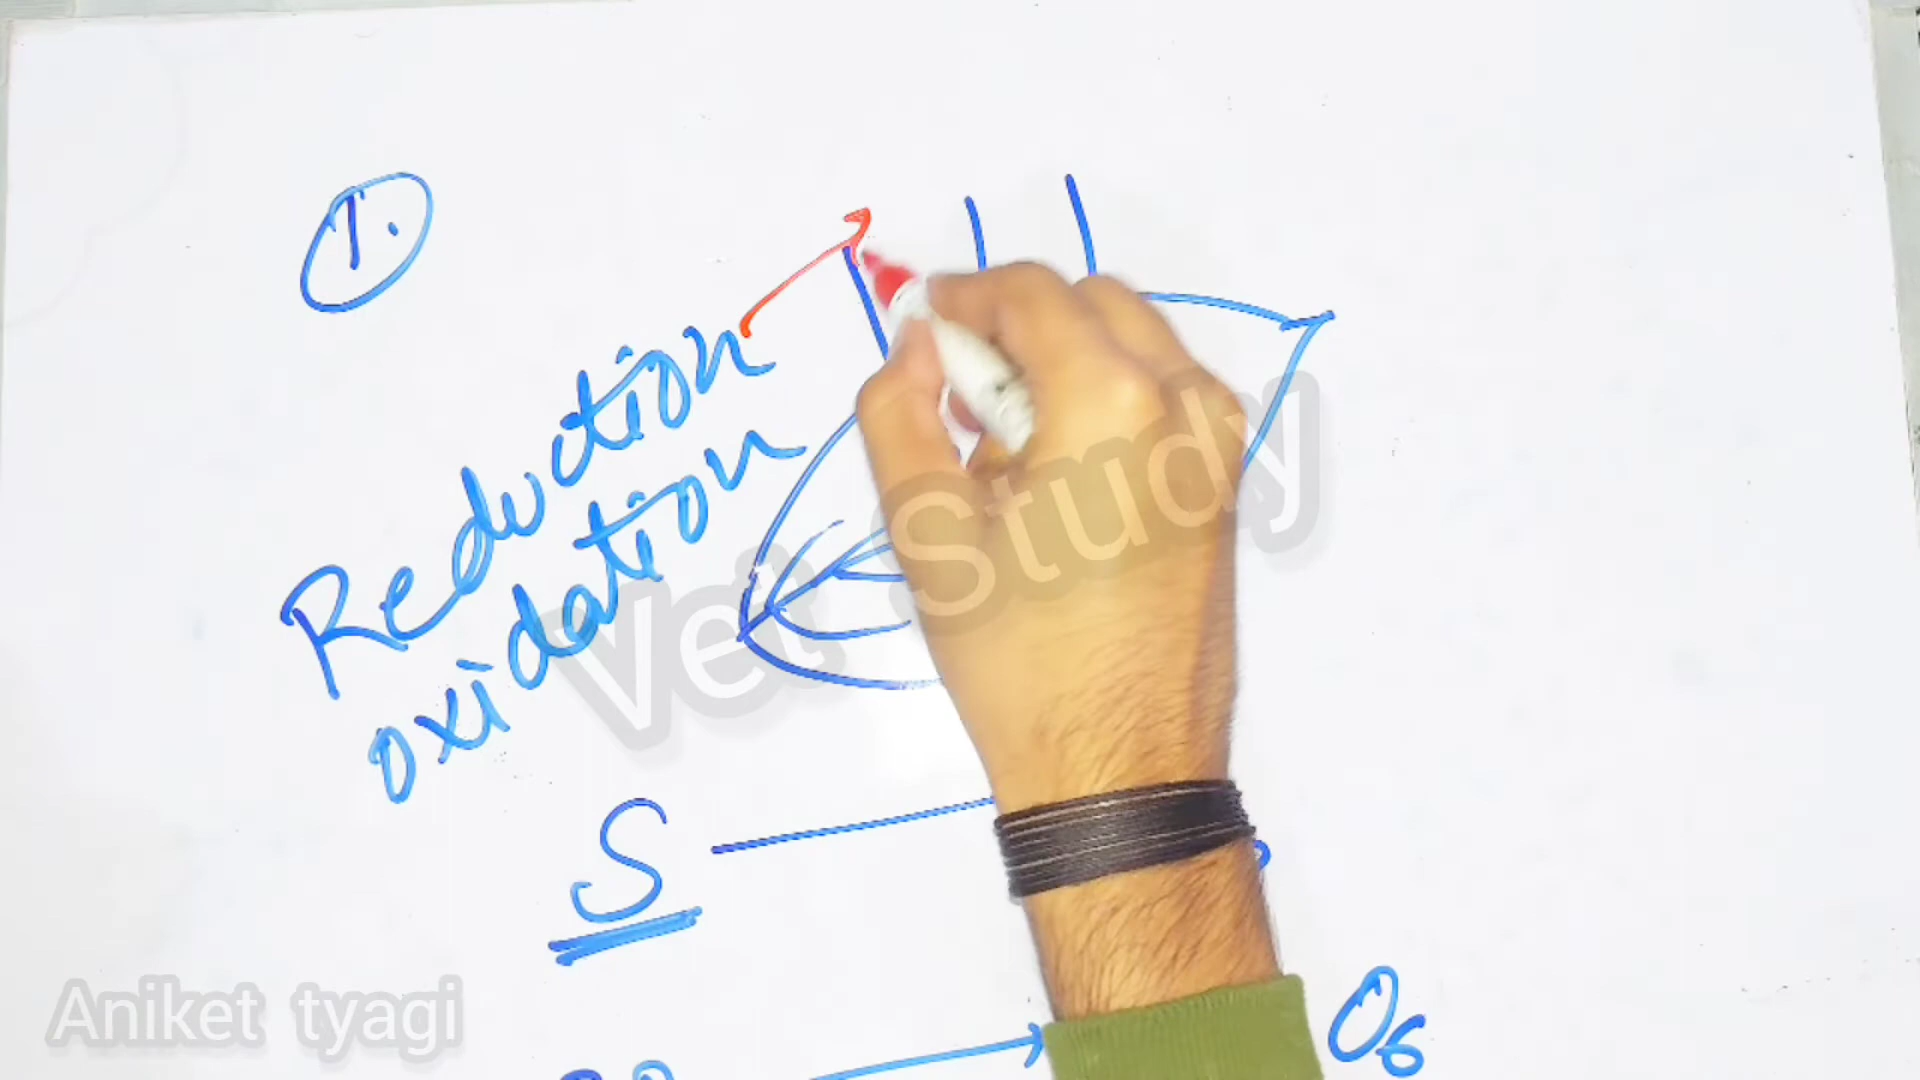 1.
Reduction
oxidation
Vet Study
S
O6
Aniket tyagi